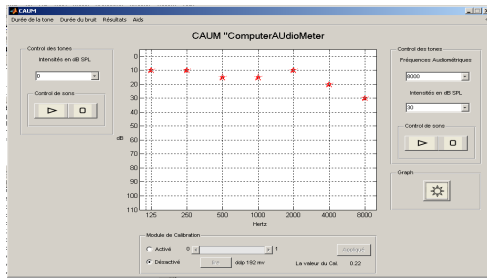 CAUM
Durée de la tone Durée du bruit Résultats Aids
CAUM "ComputerAUdioMeter
Control des tones
Intensités en dB SPL
0
Control de sons
0
10
20
30
40
50
dB 60
70
80
90
100
110
125 250 500 1000 2000 4000 8000
Hertz
Control des tones
Fréquences Audiométriques
8000
Intensités en dB SPL
30
Control de sons
Graph
Module de Calibration
Activé 0 1
Désactivé ddp 192 mv La valeur du Cal. 0.22